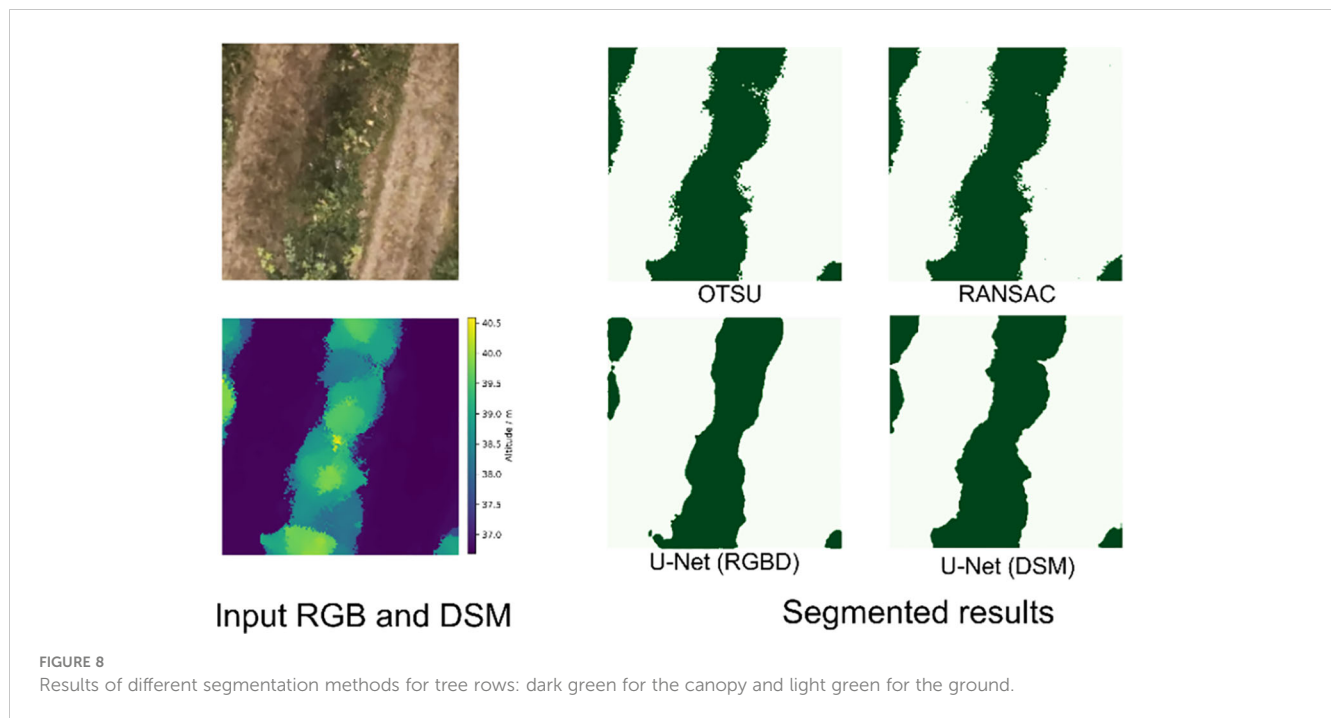 OTSU
RANSAC
40.5
40.0
39.5
39.0
38.5
38.0
37.5
37.0
Altitude / m
U-Net (RGBD)
U-Net (DSM)
Input RGB and DSM
Segmented results
FIGURE 8
Results of different segmentation methods for tree rows: dark green for the canopy and light green for the ground.